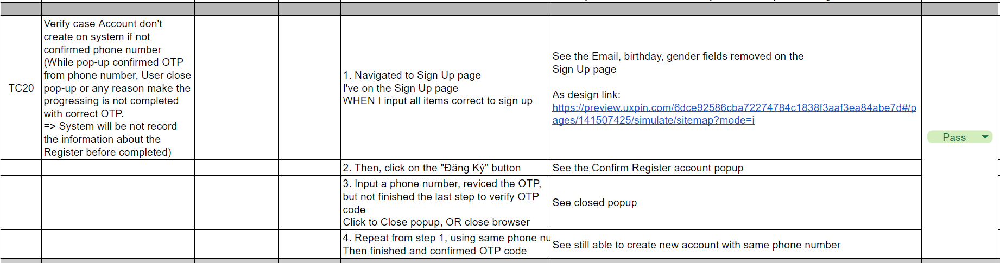 TC20
Verify case Account don't
create on system if not
confirmed phone number
(While pop-up confirmed OTP
from phone number, User close
pop-up or any reason make the
progressing is not completed
with correct OTP.
=> System will be not record
the information about the
Register before completed)
1. Navigated to Sign Up page
I've on the Sign Up page
WHEN I input all items correct to sign up
See the Email, birthday, gender fields removed on the
Sign Up page
As design link:
https://preview.uxpin.com/6dce92586cba72274784c1838f3aaf3ea84abe7d#/p
ages/141507425/simulate/sitemap?mode=i
Pass
2. Then, click on the "Đăng Ký" button
See the Confirm Register account popup
3. Input a phone number, reviced the OTP,
but not finished the last step to verify OTP
code
Click to Close popup, OR close browser
See closed popup
4. Repeat from step 1, using same phone nu
Then finished and confirmed OTP code
See still able to create new account with same phone number